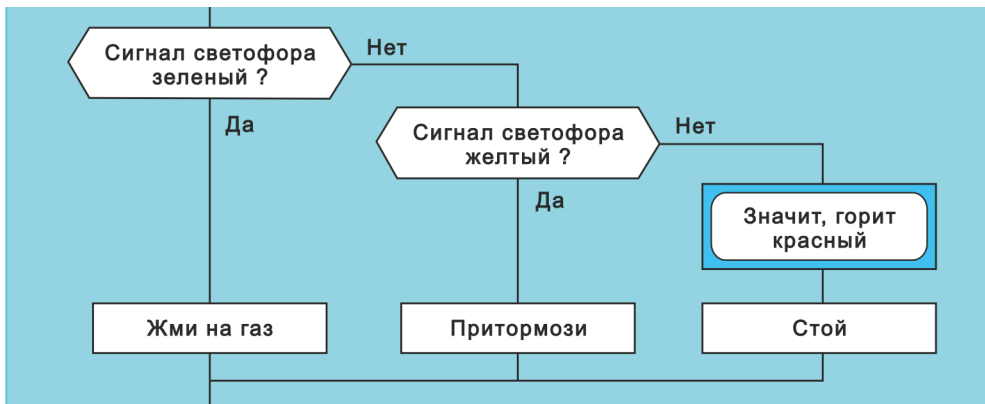 Сигнал светофора
зеленый ?
Нет
Да
Сигнал светофора
желтый ?
Нет
Да
Значит, горит
красный
Жми на газ
Притормози
Стой